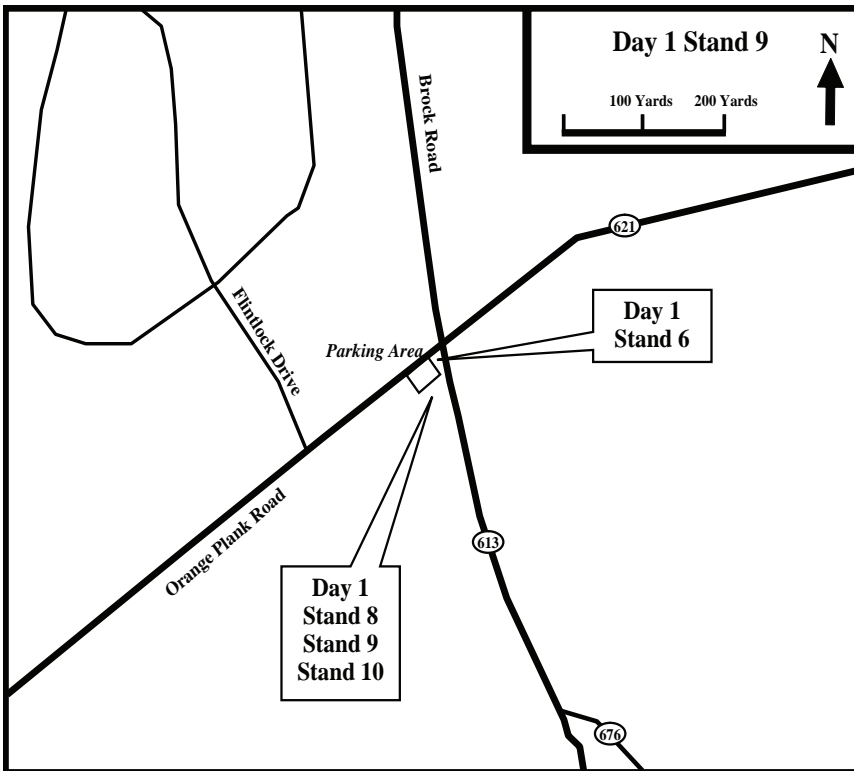 Day 1 Stand 9
N
100 Yards 200 Yards
Brock Road
621
Flintlock Drive
Day 1
Stand 6
Parking Area
Orange Plank Road
613
Day 1
Stand 8
Stand 9
Stand 10
676